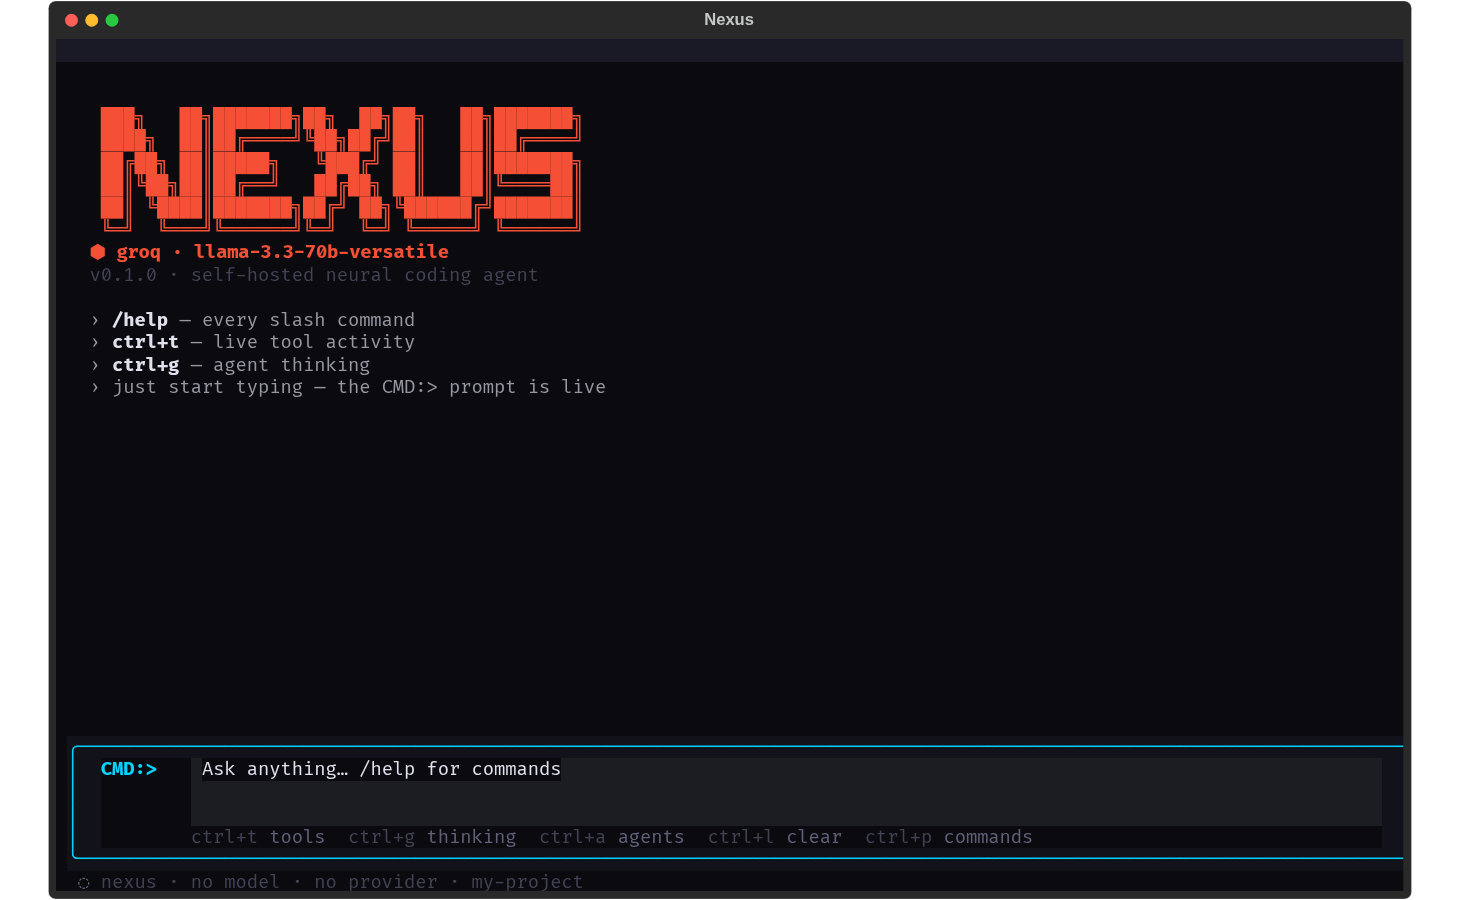 Nexus
NEXUS
⬢ groq · llama-3.3-70b-versatile
v0.1.0 · self-hosted neural coding agent
› /help — every slash command
› ctrl+t — live tool activity
› ctrl+g — agent thinking
› just start typing — the CMD:> prompt is live
CMD:> Ask anything… /help for commands
ctrl+t tools ctrl+g thinking ctrl+a agents ctrl+l clear ctrl+p commands
◌ nexus · no model · no provider · my-project